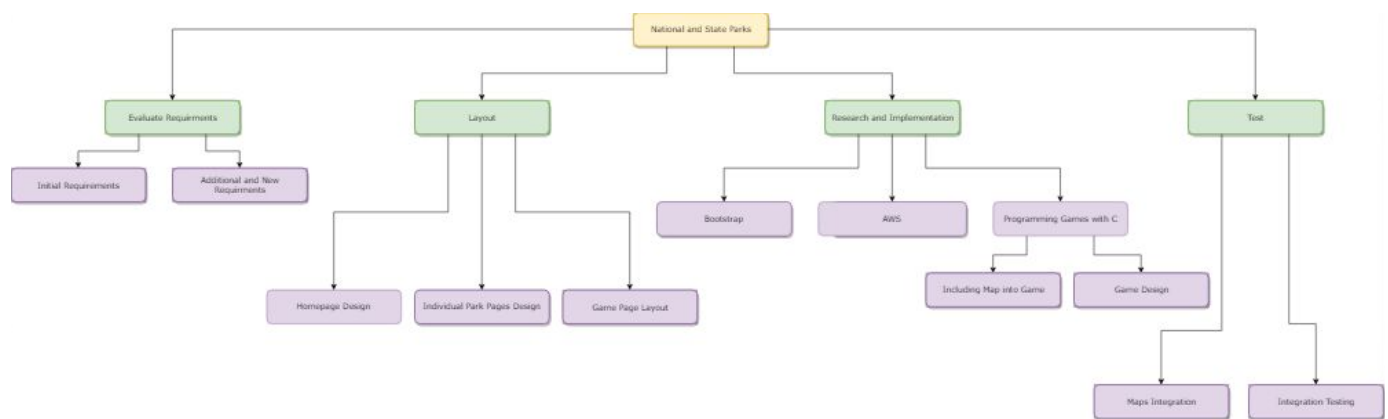 National and State Parks
Evaluate Requirments
Layout
Research and Implementation
Test
Initial Requirements
Additional and New
Requirments
Bootstrap
AWS
Programming Games with C
Including Map into Game
Game Design
Homepage Design
Individual Park Pages Design
Game Page Layout
Maps Integration
Integration Testing